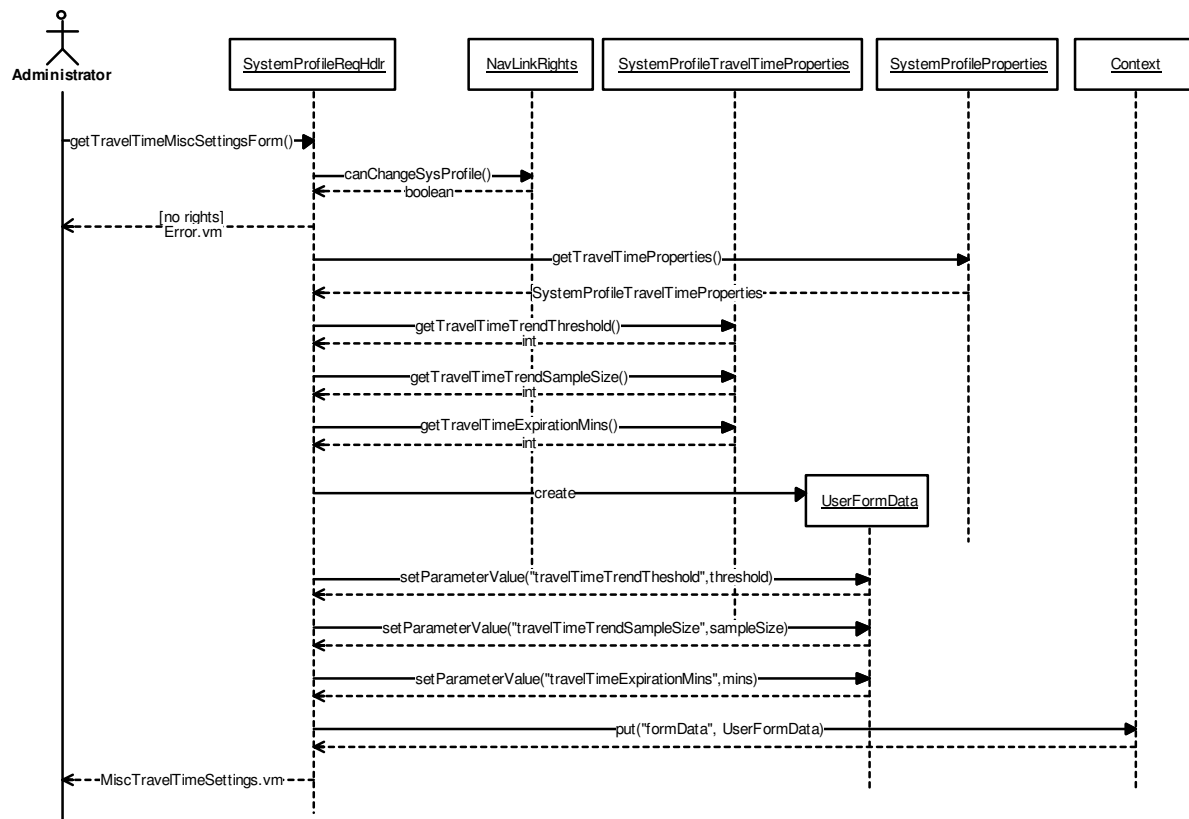 Administrator
SystemProfileReqHdlr
NavLinkRights
SystemProfileTravelTimeProperties
SystemProfileProperties
Context
getTravelTimeMiscSettingsForm()
canChangeSysProfile()
boolean
[no rights]
Error.vm
getTravelTimeProperties()
SystemProfileTravelTimeProperties
getTravelTimeTrendThreshold()
int
getTravelTimeTrendSampleSize()
int
getTravelTimeExpirationMins()
int
create
UserFormData
setParameterValue("travelTimeTrendTheshold",threshold)
setParameterValue("travelTimeTrendSampleSize",sampleSize)
setParameterValue("travelTimeExpirationMins",mins)
put("formData", UserFormData)
MiscTravelTimeSettings.vm